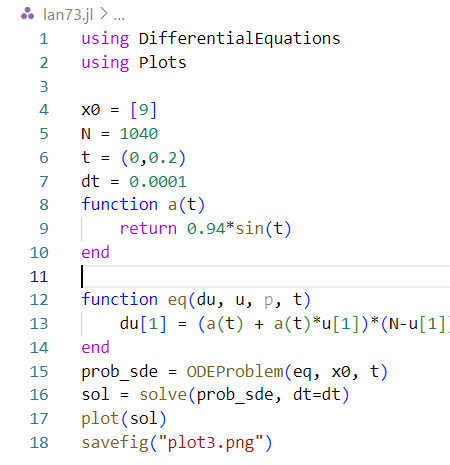 lan73.jl > ...
1 using DifferentialEquations
2 using Plots
3
4 x0 = [9]
5 N = 1040
6 t = (0,0.2)
7 dt = 0.0001
8 function a(t)
9     return 0.94*sin(t)
10 end
11
12 function eq(du, u, p, t)
13     du[1] = (a(t) + a(t)*u[1])*(N-u[1])
14 end
15 prob_sde = ODEProblem(eq, x0, t)
16 sol = solve(prob_sde, dt=dt)
17 plot(sol)
18 savefig("plot3.png")